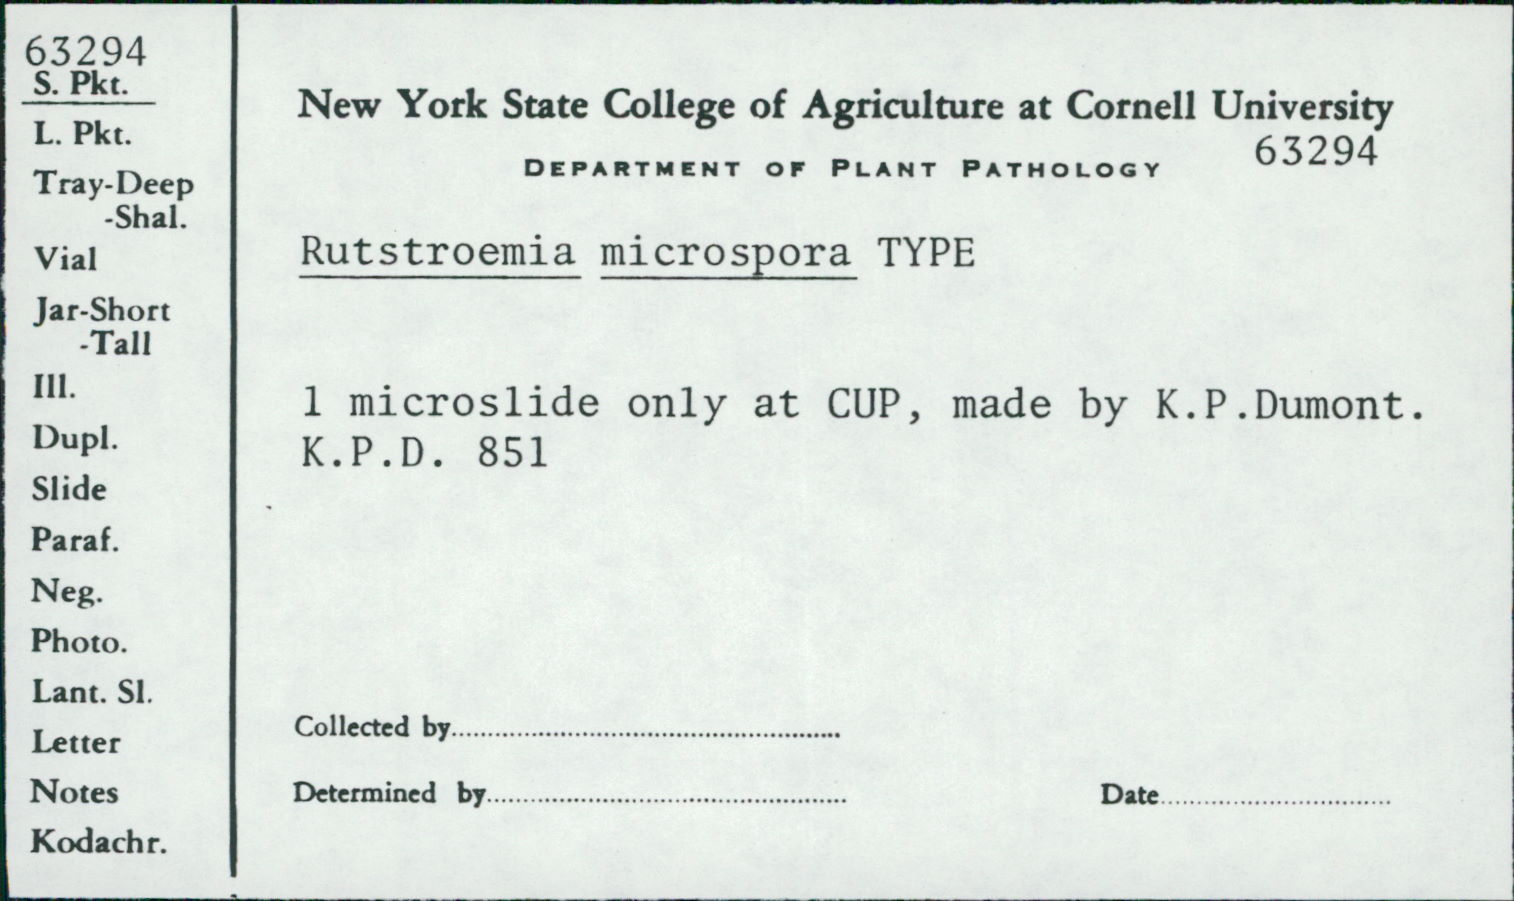 63294
S. Pkt.
L. Pkt.
Tray-Deep
-Shal.
Vial
Jar-Short
-Tall
Ill.
Dupl.
Slide
Paraf.
Neg.
Photo.
Lant. Sl.
Letter
Notes
Kodachr.
New York State College of Agriculture at Cornell University
DEPARTMENT OF PLANT PATHOLOGY 63294
Rutstroemia microspora TYPE
1 microslide only at CUP, made by K.P.Dumont.
K.P.D. 851
Collected by
Determined by Date